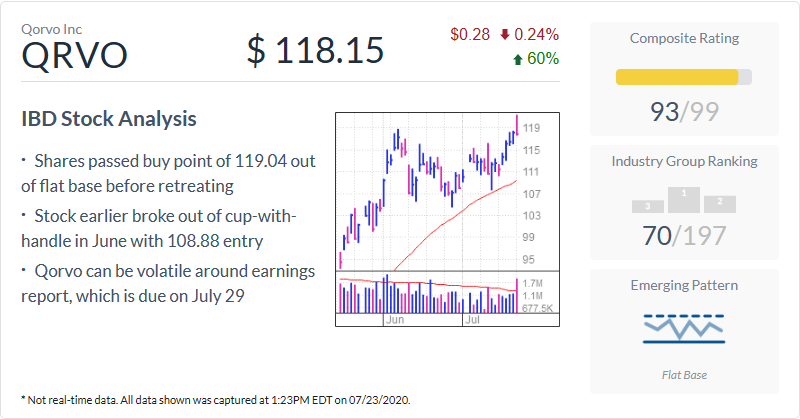 Qorvo Inc
QRVO
$ 118.15
$0.28 0.24%
60%
IBD Stock Analysis
· Shares passed buy point of 119.04 out
of flat base before retreating
· Stock earlier broke out of cup-with-
handle in June with 108.88 entry
· Qorvo can be volatile around earnings
report, which is due on July 29
119
115
111
107
103
99
95
1.7M
1.1M
677.5K
Jun Jul
Composite Rating
93/99
Industry Group Ranking
3 1 2
70/197
Emerging Pattern
Flat Base
* Not real-time data. All data shown was captured at 1:23PM EDT on 07/23/2020.